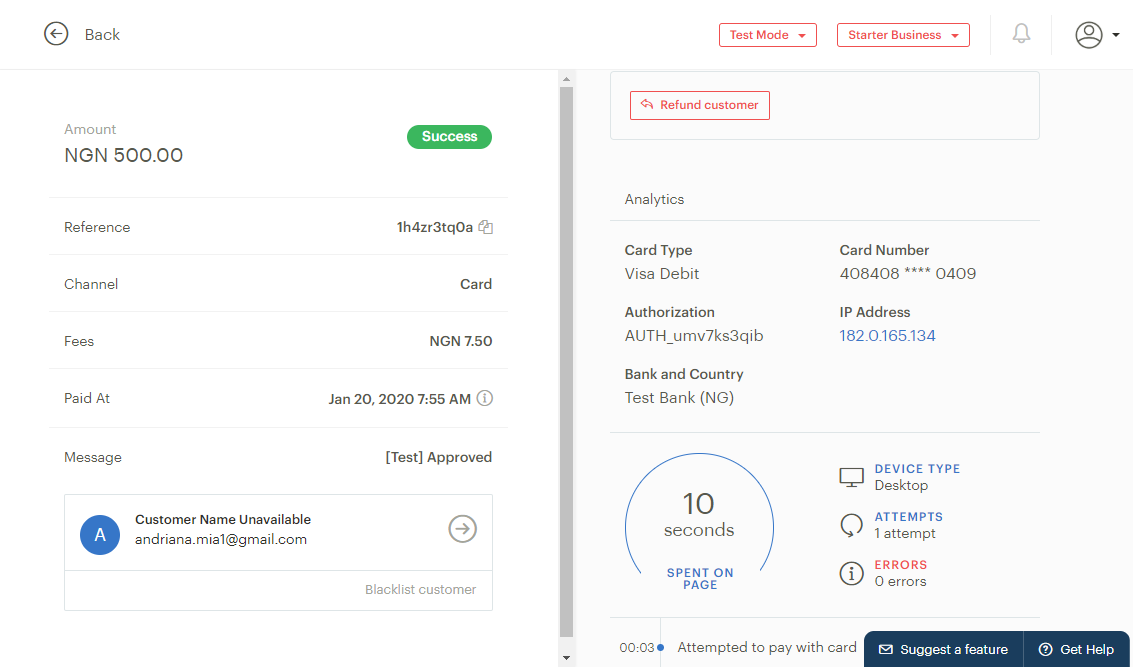 Back
Test Mode
Starter Business
Amount
NGN 500.00
Success
Reference
1h4zr3tq0a
Channel
Card
Fees
NGN 7.50
Paid At
Jan 20, 2020 7:55 AM
Message
[Test] Approved
A
Customer Name Unavailable
andriana.mia1@gmail.com
Blacklist customer
Refund customer
Analytics
Card Type
Visa Debit
Card Number
408408 **** 0409
Authorization
AUTH_umv7ks3qib
IP Address
182.0.165.134
Bank and Country
Test Bank (NG)
10
seconds
SPENT ON
PAGE
DEVICE TYPE
Desktop
ATTEMPTS
1 attempt
ERRORS
0 errors
00:03
Attempted to pay with card
Suggest a feature
Get Help